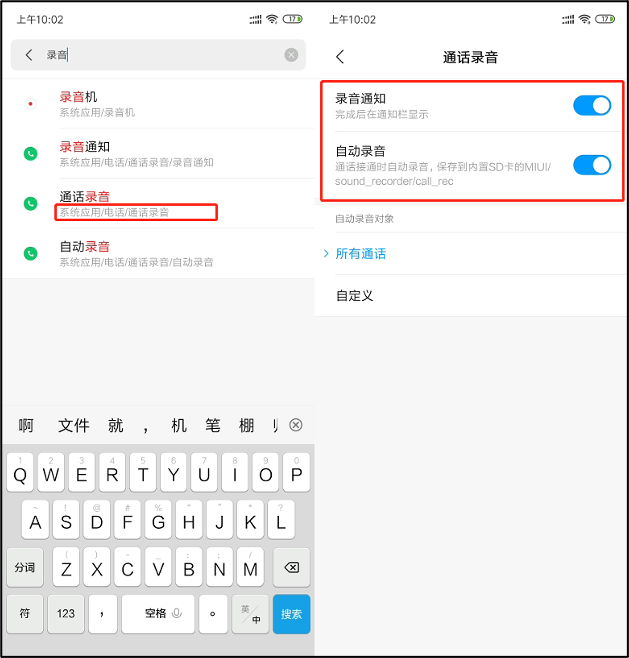 上午10:02
17
录音
录音机
系统应用/录音机
录音通知
系统应用/电话/通话录音/录音通知
通话录音
系统应用/电话/通话录音
自动录音
系统应用/电话/通话录音/自动录音
啊 文件 就 , 机 笔 棚
1 2 3 4 5 6 7 8 9 0
Q W E R T Y U I O P
~ ! @ # % " " * ?
A S D F G H J K L
( ) - _ : ; /
分词 Z X C V B N M
符 123 , 空格 。 英/中 搜索
上午10:02
17
通话录音
录音通知
完成后在通知栏显示
自动录音
通话接通时自动录音，保存到内置SD卡的MIUI/
sound_recorder/call_rec
自动录音对象
所有通话
自定义